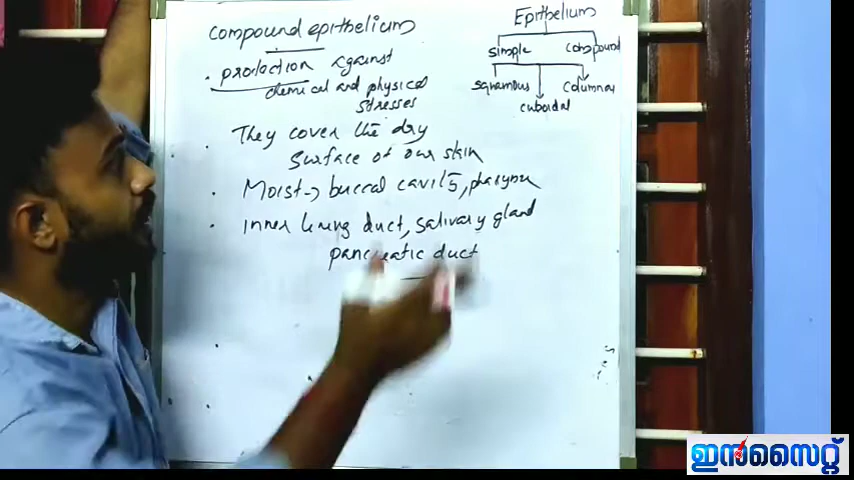 compound epithelium
. protection against
chemical and physical
stresses
. They cover the dry
surface of our skin
. Moist → buccal cavity, pharynx
. inner lining duct, salivary gland
pancreatic duct
Epithelium
simple compound
squamous columnar
cuboidal
ഇൻസൈറ്റ്